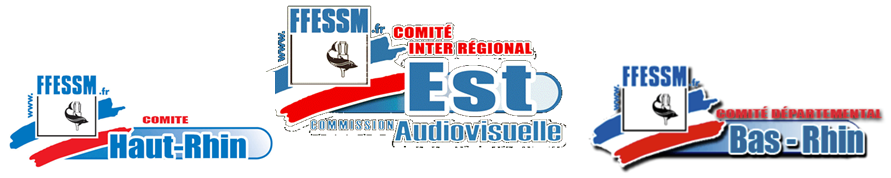 www.FFESSM.fr
COMITE
Haut-Rhin
www.FFESSM.fr
COMITÉ
INTER RÉGIONAL
Est
COMMISSION Audiovisuelle
www.FFESSM.fr
COMITÉ DÉPARTEMENTAL
Bas - Rhin